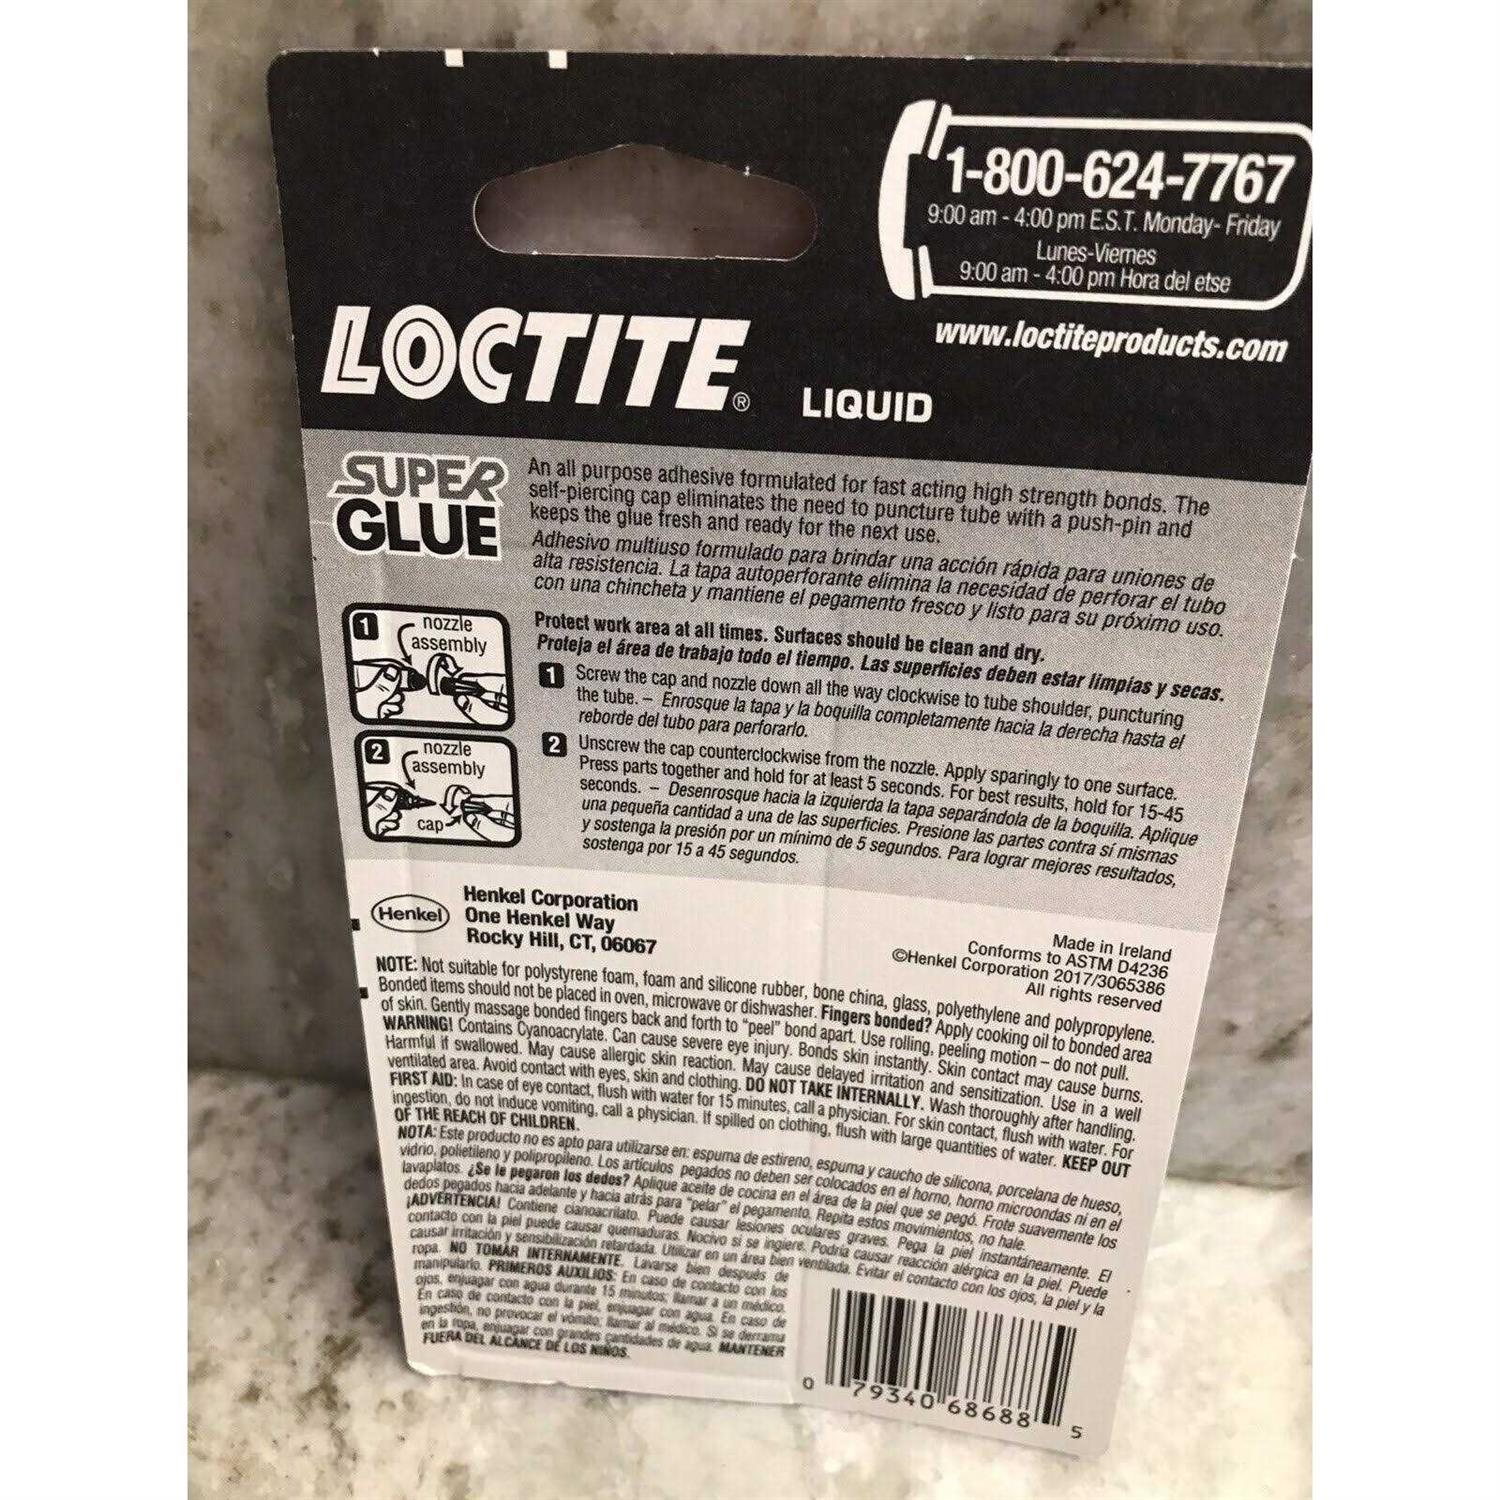 1-800-624-7767
9:00 am - 4:00 pm E.S.T. Monday- Friday
Lunes-Viernes
9:00 am - 4:00 pm Hora del etse
www.loctiteproducts.com
LOCTITE® LIQUID
SUPER
GLUE
An all purpose adhesive formulated for fast acting high strength bonds. The
self-piercing cap eliminates the need to puncture tube with a push-pin and
keeps the glue fresh and ready for the next use.
Adhesivo multiuso formulado para brindar una acción rápida para uniones de
alta resistencia. La tapa autoperforante elimina la necesidad de perforar el tubo
con una chincheta y mantiene el pegamento fresco y listo para su próximo uso.
Protect work area at all times. Surfaces should be clean and dry.
Proteja el área de trabajo todo el tiempo. Las superficies deben estar limpias y secas.
1 nozzle
assembly
1 Screw the cap and nozzle down all the way clockwise to tube shoulder, puncturing
the tube. – Enrosque la tapa y la boquilla completamente hacia la derecha hasta el
reborde del tubo para perforarlo.
2 nozzle
assembly
cap
2 Unscrew the cap counterclockwise from the nozzle. Apply sparingly to one surface.
Press parts together and hold for at least 5 seconds. For best results, hold for 15-45
seconds. – Desenrosque hacia la izquierda la tapa separándola de la boquilla. Aplique
una pequeña cantidad a una de las superficies. Presione las partes contra sí mismas
y sostenga la presión por un mínimo de 5 segundos. Para lograr mejores resultados,
sostenga por 15 a 45 segundos.
Henkel
Henkel Corporation
One Henkel Way
Rocky Hill, CT, 06067
Made in Ireland
Conforms to ASTM D4236
©Henkel Corporation 2017/3065386
All rights reserved
NOTE: Not suitable for polystyrene foam, foam and silicone rubber, bone china, glass, polyethylene and polypropylene.
Bonded items should not be placed in oven, microwave or dishwasher. Fingers bonded? Apply cooking oil to bonded area
of skin. Gently massage bonded fingers back and forth to "peel" bond apart. Use rolling, peeling motion – do not pull.
WARNING! Contains Cyanoacrylate. Can cause severe eye injury. Bonds skin instantly. Skin contact may cause burns.
Harmful if swallowed. May cause allergic skin reaction. May cause delayed irritation and sensitization. Use in a well
ventilated area. Avoid contact with eyes, skin and clothing. DO NOT TAKE INTERNALLY. Wash thoroughly after handling.
FIRST AID: In case of eye contact, flush with water for 15 minutes, call a physician. For skin contact, flush with water. For
ingestion, do not induce vomiting, call a physician. If spilled on clothing, flush with large quantities of water. KEEP OUT
OF THE REACH OF CHILDREN.
NOTA: Este producto no es apto para utilizarse en: espuma de estireno, espuma y caucho de silicona, porcelana de hueso,
vidrio, polietileno y polipropileno. Los artículos pegados no deben ser colocados en el horno, horno microondas ni en el
lavaplatos. ¿Se le pegaron los dedos? Aplique aceite de cocina en el área de la piel que se pegó. Frote suavemente los
dedos pegados hacia adelante y hacia atrás para "pelar" el pegamento. Repita estos movimientos, no hale.
¡ADVERTENCIA! Contiene cianoacrilato. Puede causar lesiones oculares graves. Pega la piel instantáneamente. El
contacto con la piel puede causar quemaduras. Nocivo si se ingiere. Podría causar reacción alérgica en la piel. Puede
causar irritación y sensibilización retardada. Utilizar en un área bien ventilada. Evitar el contacto con los ojos, la piel y la
ropa. NO TOMAR INTERNAMENTE. Lavarse bien después de
manipularlo. PRIMEROS AUXILIOS: En caso de contacto con los
ojos, enjuagar con agua durante 15 minutos; llamar a un médico.
En caso de contacto con la piel, enjuagar con agua. En caso de
ingestión, no provocar el vómito; llamar al médico. Si se derrama
en la ropa, enjuagar con grandes cantidades de agua. MANTENER
FUERA DEL ALCANCE DE LOS NIÑOS.
0 79340 68688 5